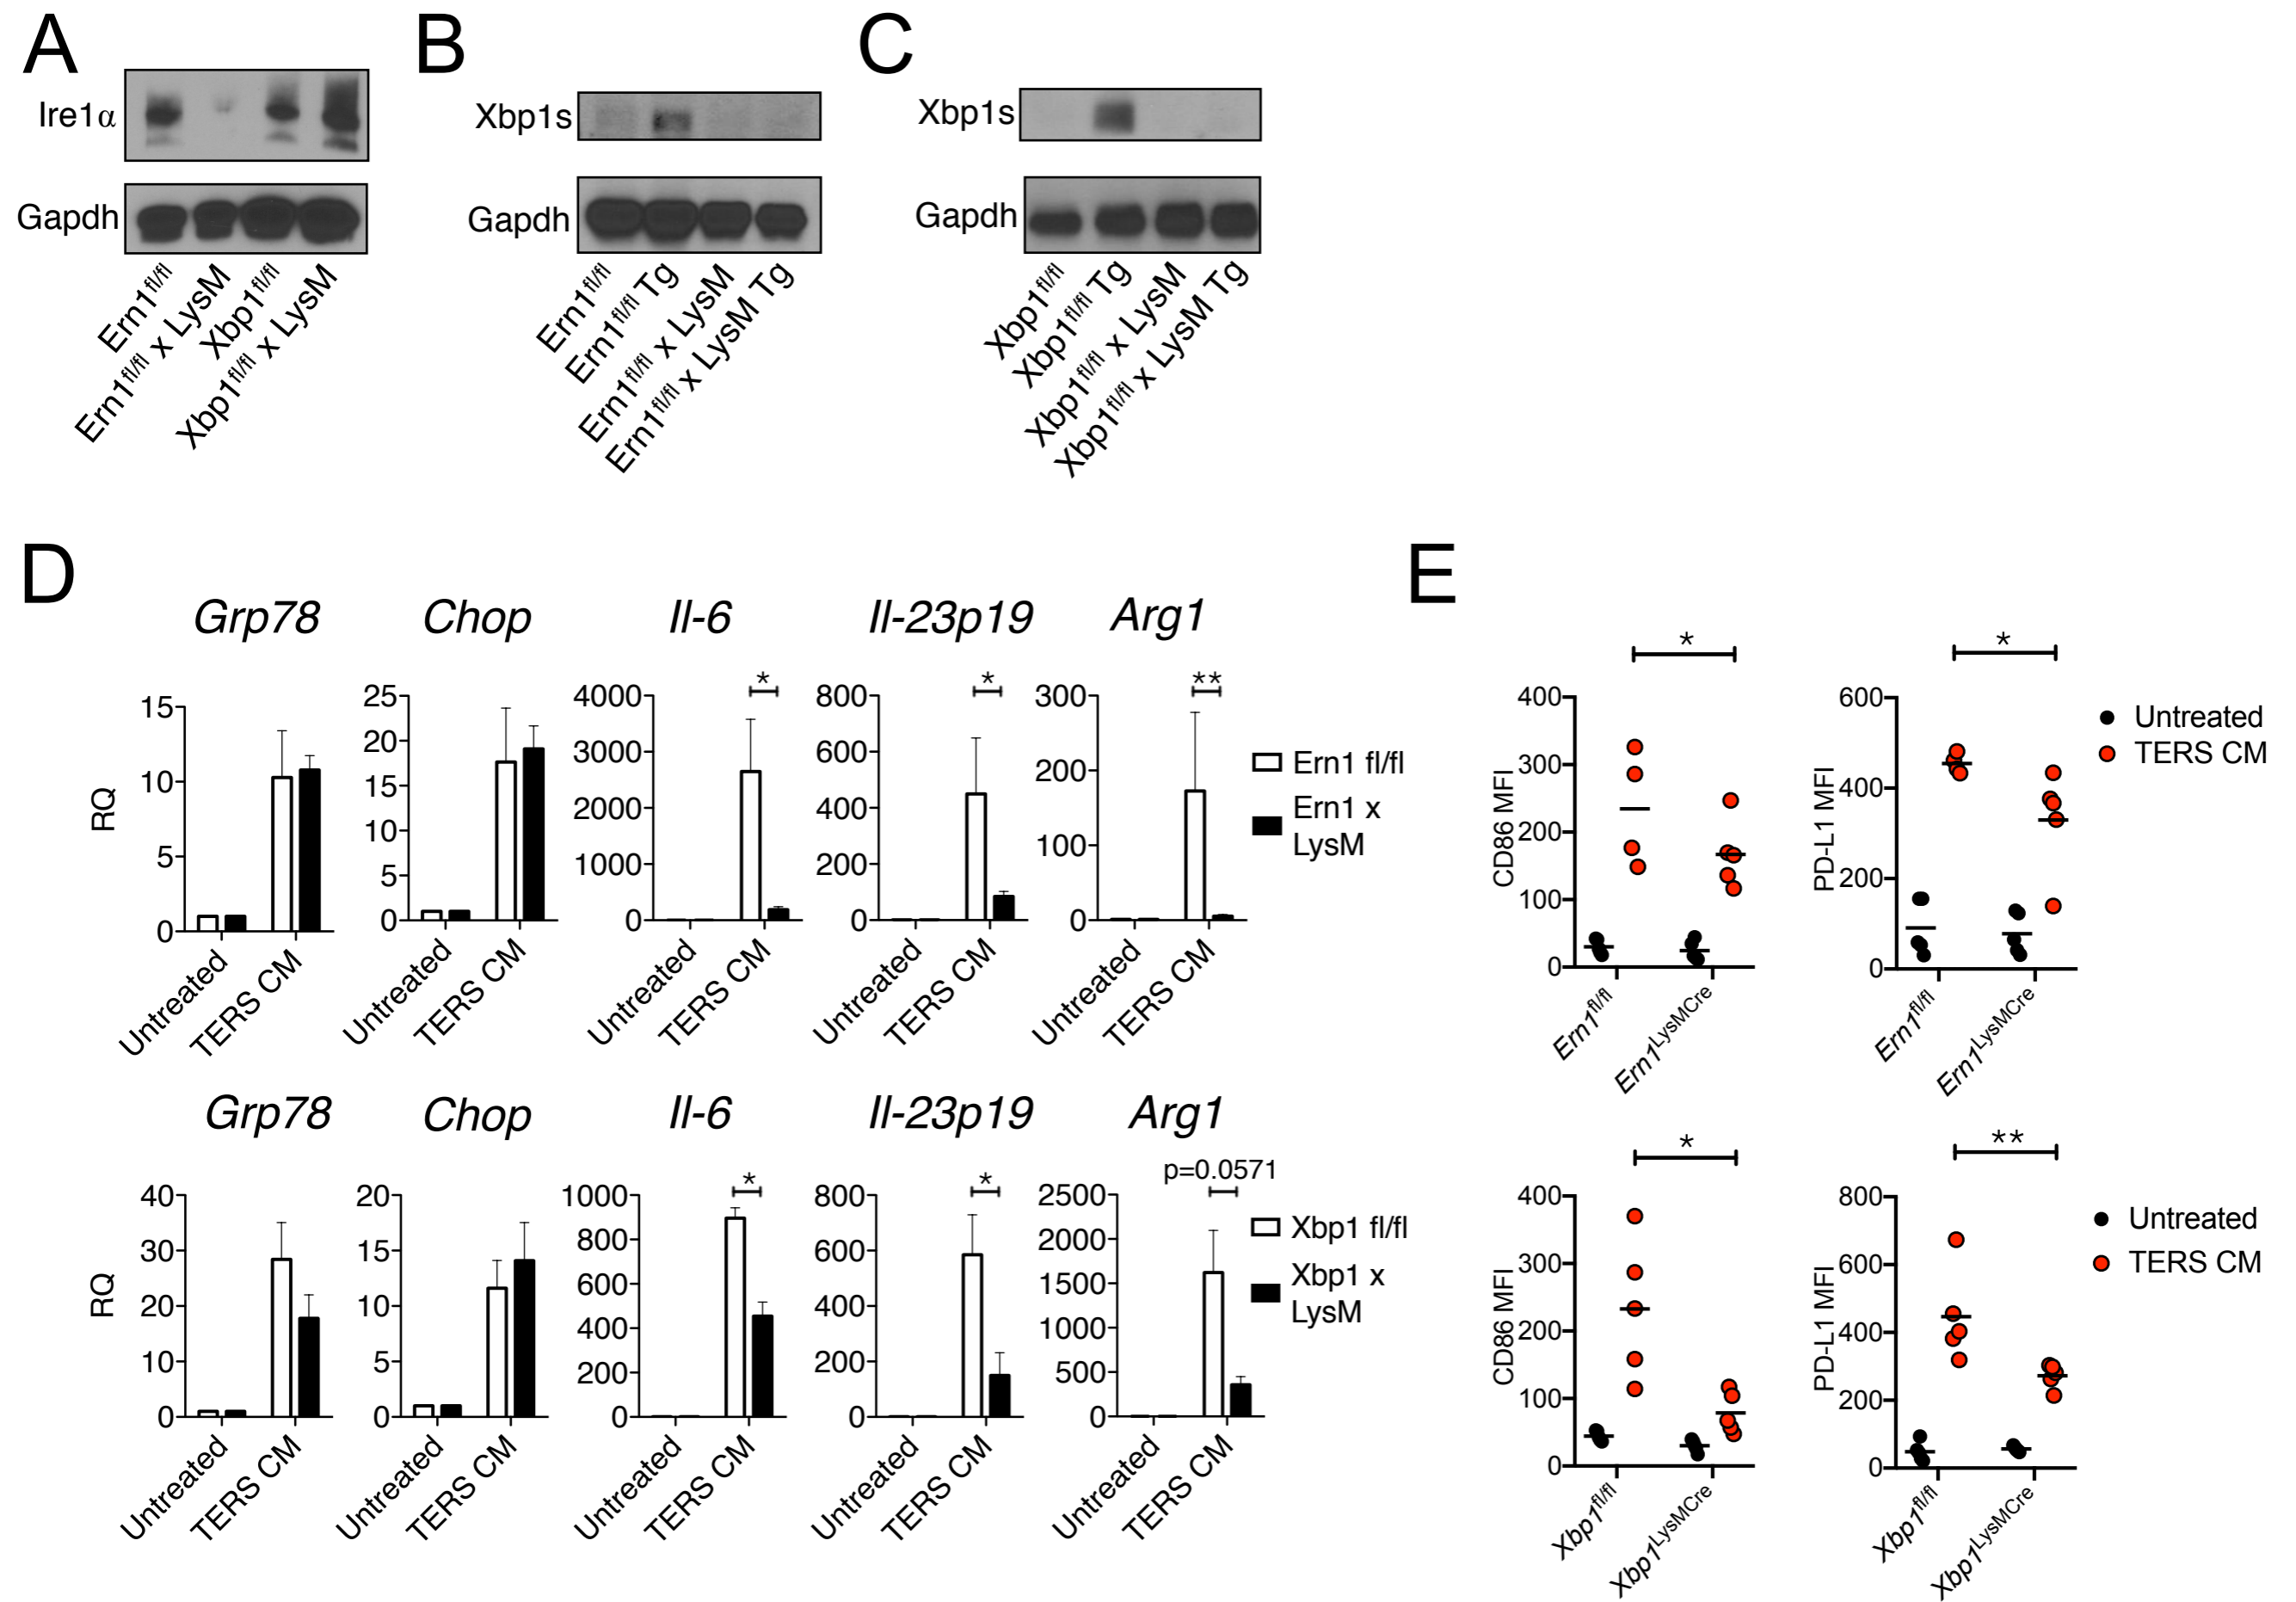 A
B
C
Ire1α
Gapdh
Ern1fl/fl
Ern1fl/fl x LysM
Xbp1fl/fl
Xbp1fl/fl x LysM
Xbp1s
Gapdh
Ern1fl/fl
Ern1fl/fl Tg
Ern1fl/fl x LysM
Ern1fl/fl x LysM Tg
Xbp1s
Gapdh
Xbp1fl/fl
Xbp1fl/fl Tg
Xbp1fl/fl x LysM
Xbp1fl/fl x LysM Tg
D
Grp78
RQ
15
10
5
0
Untreated
TERS CM
Chop
25
20
15
10
5
0
Untreated
TERS CM
Il-6
*
4000
3000
2000
1000
0
Untreated
TERS CM
Il-23p19
*
800
600
400
200
0
Untreated
TERS CM
Arg1
**
300
200
100
0
Untreated
TERS CM
Ern1 fl/fl
Ern1 x
LysM
Grp78
RQ
40
30
20
10
0
Untreated
TERS CM
Chop
20
15
10
5
0
Untreated
TERS CM
Il-6
*
1000
800
600
400
200
0
Untreated
TERS CM
Il-23p19
*
800
600
400
200
0
Untreated
TERS CM
Arg1
p=0.0571
2500
2000
1500
1000
500
0
Untreated
TERS CM
Xbp1 fl/fl
Xbp1 x
LysM
E
*
CD86 MFI
400
300
200
100
0
Ern1fl/fl
Ern1LysMCre
*
PD-L1 MFI
600
400
200
0
Ern1fl/fl
Ern1LysMCre
Untreated
TERS CM
*
CD86 MFI
400
300
200
100
0
Xbp1fl/fl
Xbp1LysMCre
**
PD-L1 MFI
800
600
400
200
0
Xbp1fl/fl
Xbp1LysMCre
Untreated
TERS CM